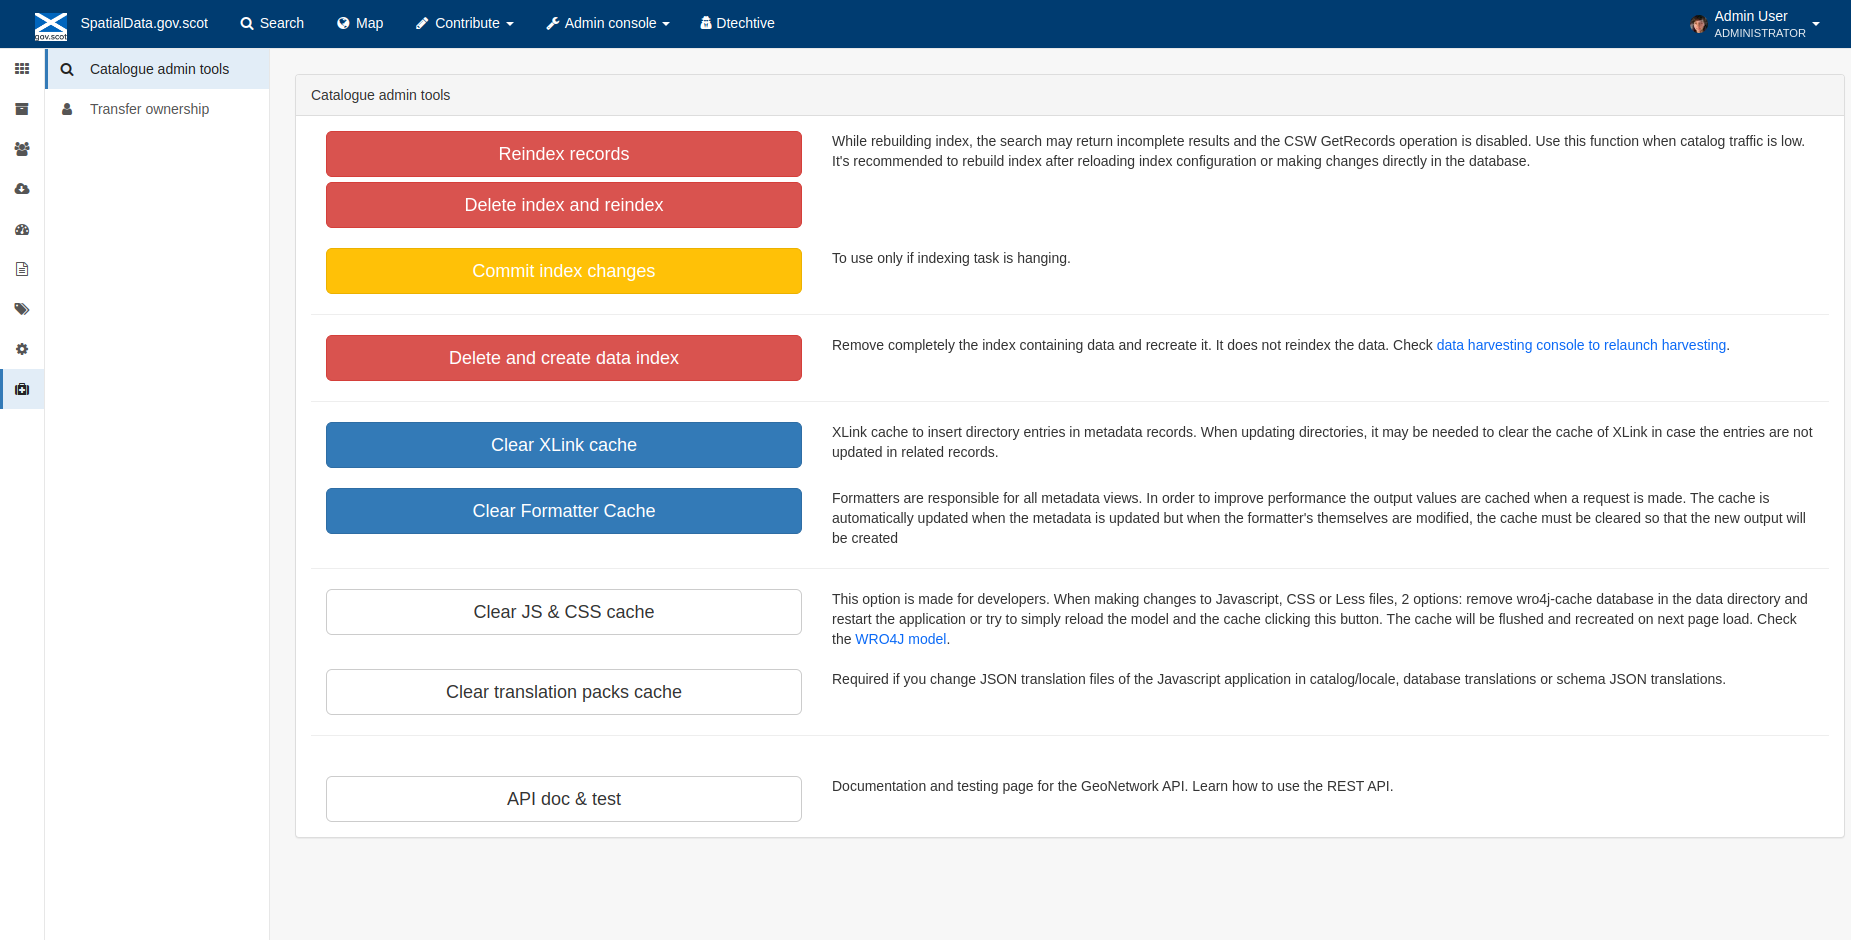 gov.scot SpatialData.gov.scot Search Map Contribute Admin console Dtechtive Admin User
ADMINISTRATOR
Catalogue admin tools
Transfer ownership
Catalogue admin tools
Reindex records
While rebuilding index, the search may return incomplete results and the CSW GetRecords operation is disabled. Use this function when catalog traffic is low.
It's recommended to rebuild index after reloading index configuration or making changes directly in the database.
Delete index and reindex
Commit index changes
To use only if indexing task is hanging.
Delete and create data index
Remove completely the index containing data and recreate it. It does not reindex the data. Check data harvesting console to relaunch harvesting.
Clear XLink cache
XLink cache to insert directory entries in metadata records. When updating directories, it may be needed to clear the cache of XLink in case the entries are not
updated in related records.
Clear Formatter Cache
Formatters are responsible for all metadata views. In order to improve performance the output values are cached when a request is made. The cache is
automatically updated when the metadata is updated but when the formatter's themselves are modified, the cache must be cleared so that the new output will
be created
Clear JS & CSS cache
This option is made for developers. When making changes to Javascript, CSS or Less files, 2 options: remove wro4j-cache database in the data directory and
restart the application or try to simply reload the model and the cache clicking this button. The cache will be flushed and recreated on next page load. Check
the WRO4J model.
Clear translation packs cache
Required if you change JSON translation files of the Javascript application in catalog/locale, database translations or schema JSON translations.
API doc & test
Documentation and testing page for the GeoNetwork API. Learn how to use the REST API.